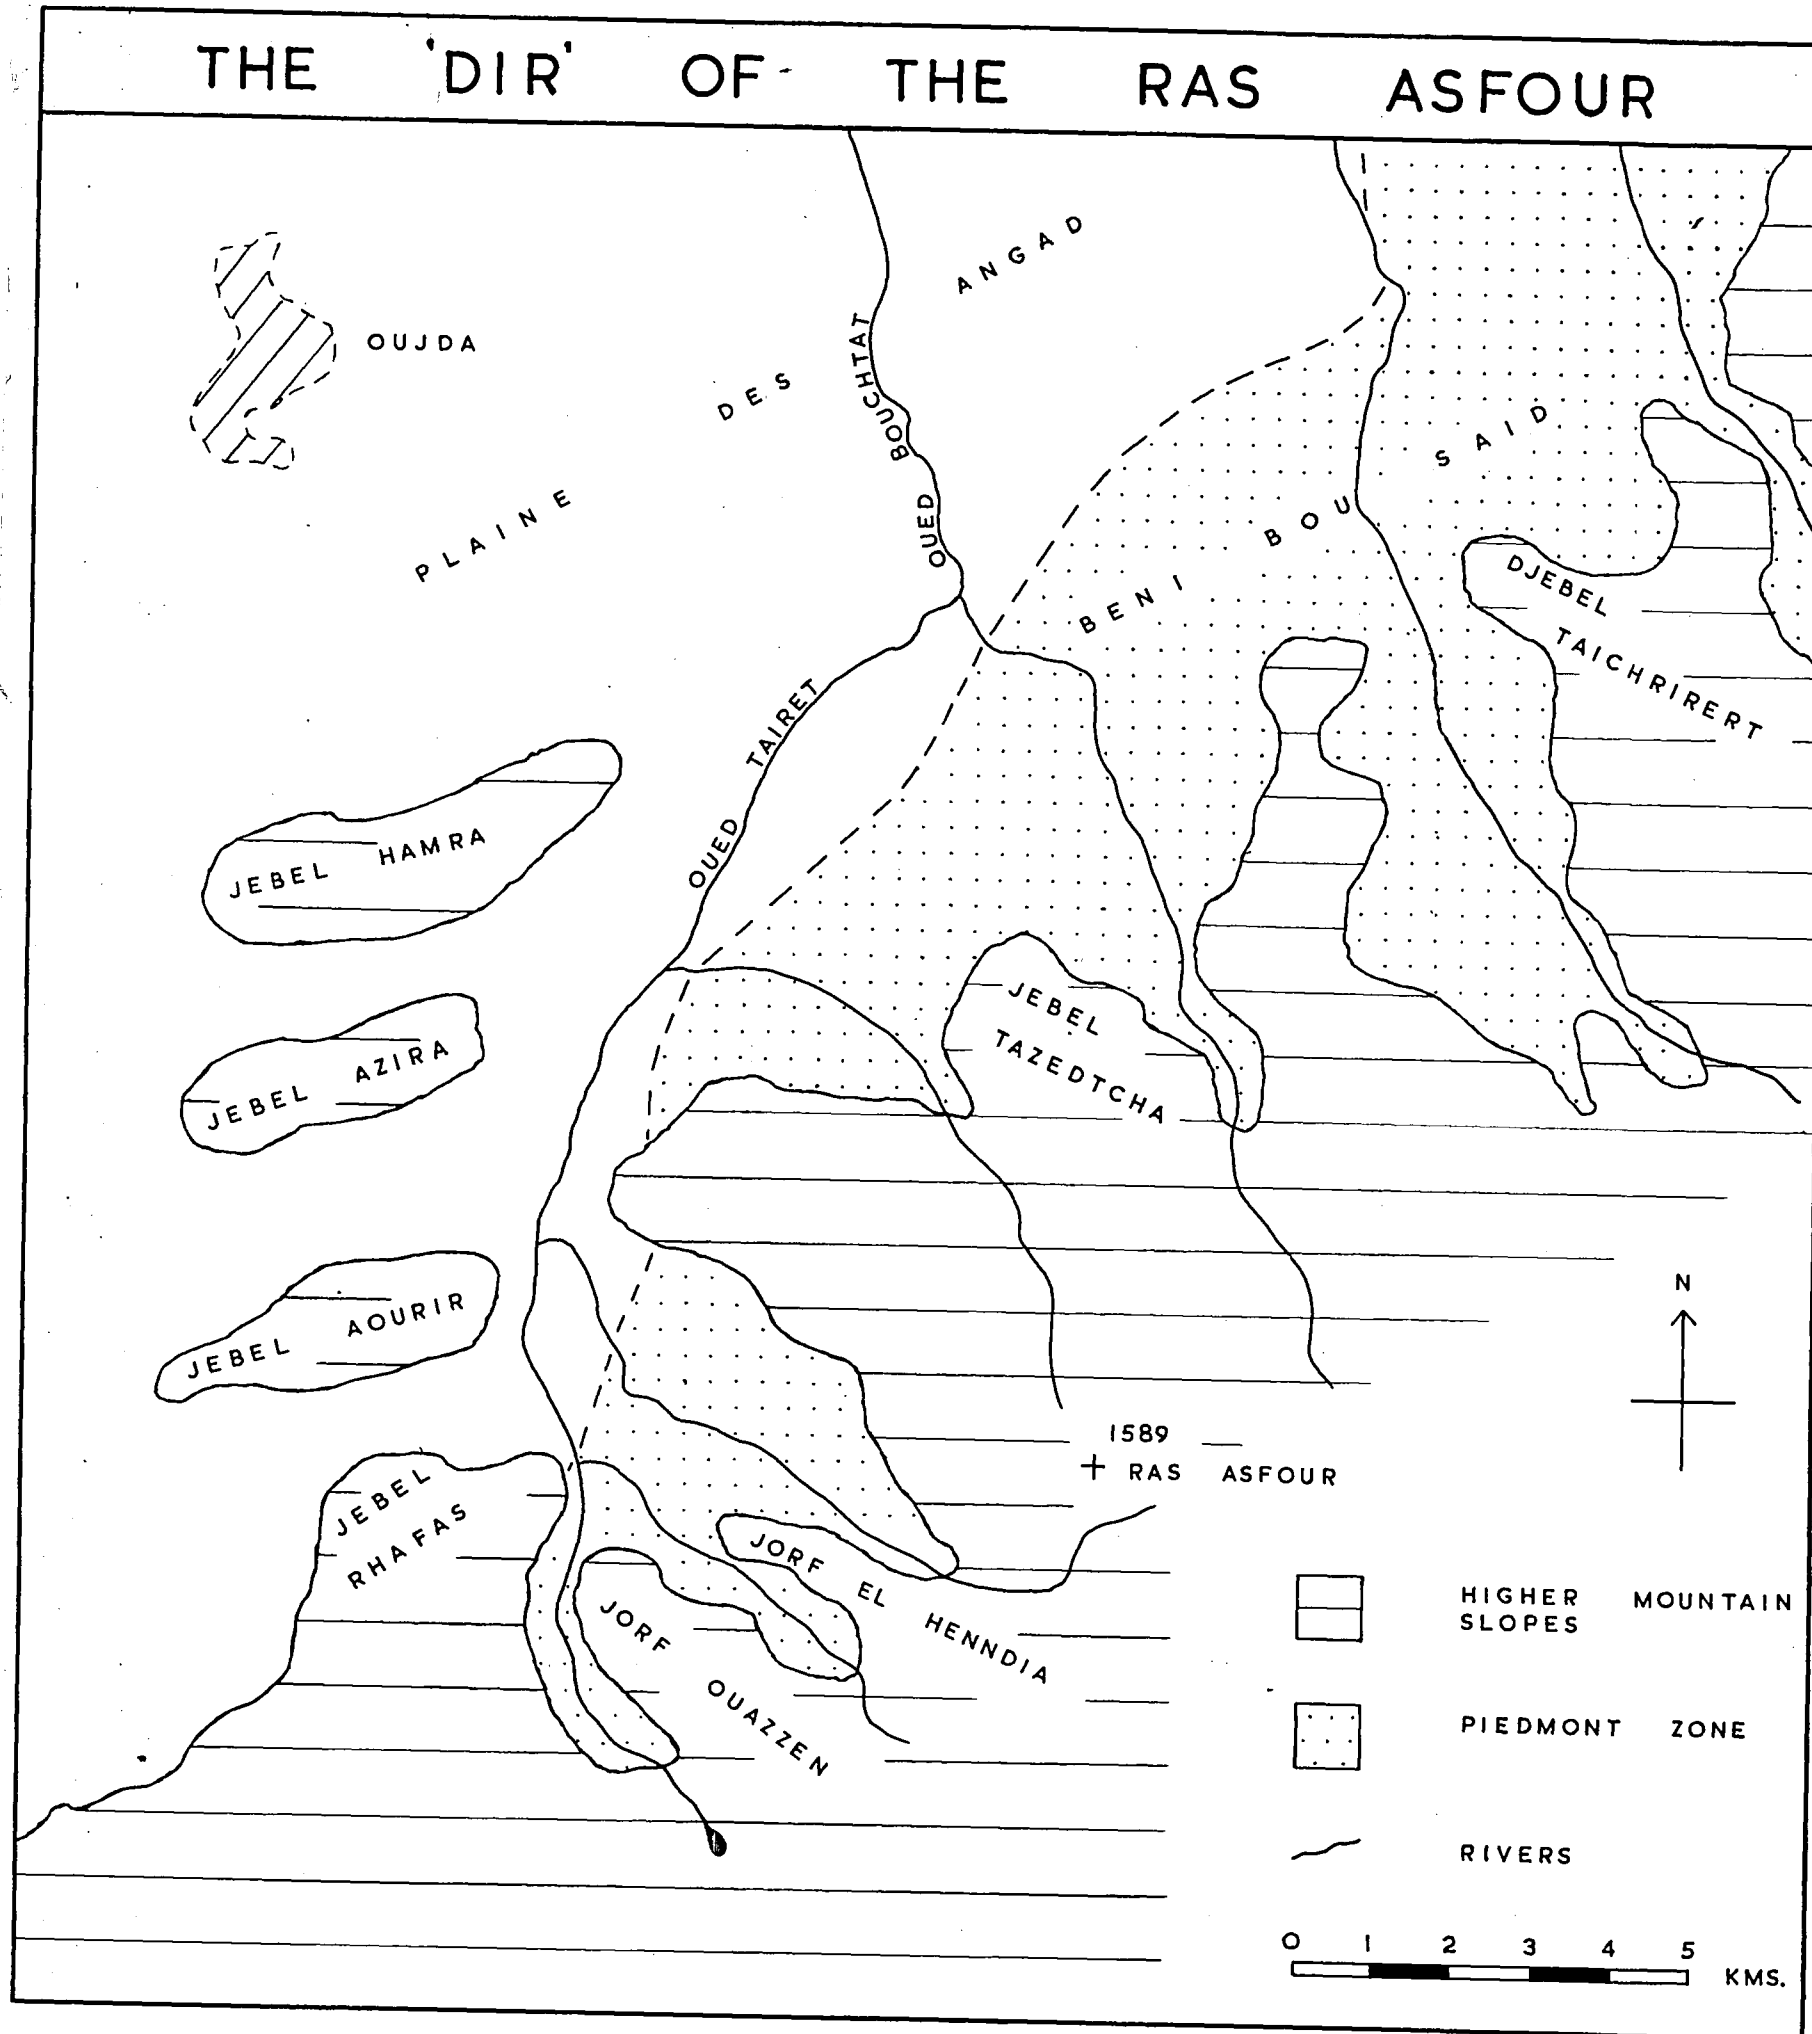 THE 'DIR' OF THE RAS ASFOUR
OUJDA
PLAINE DES ANGAD
OUED BOUCHTAT
BENI BOU SAID
DJEBEL
TAICHRIRERT
OUED TAIRET
JEBEL HAMRA
JEBEL
TAZEDTCHA
JEBEL AZIRA
JEBEL AOURIR
N
1589
+ RAS ASFOUR
JEBEL
RHAFAS
JORF EL HENNDIA
JORF OUAZZEN
HIGHER MOUNTAIN
SLOPES
PIEDMONT ZONE
RIVERS
0 1 2 3 4 5
KMS.